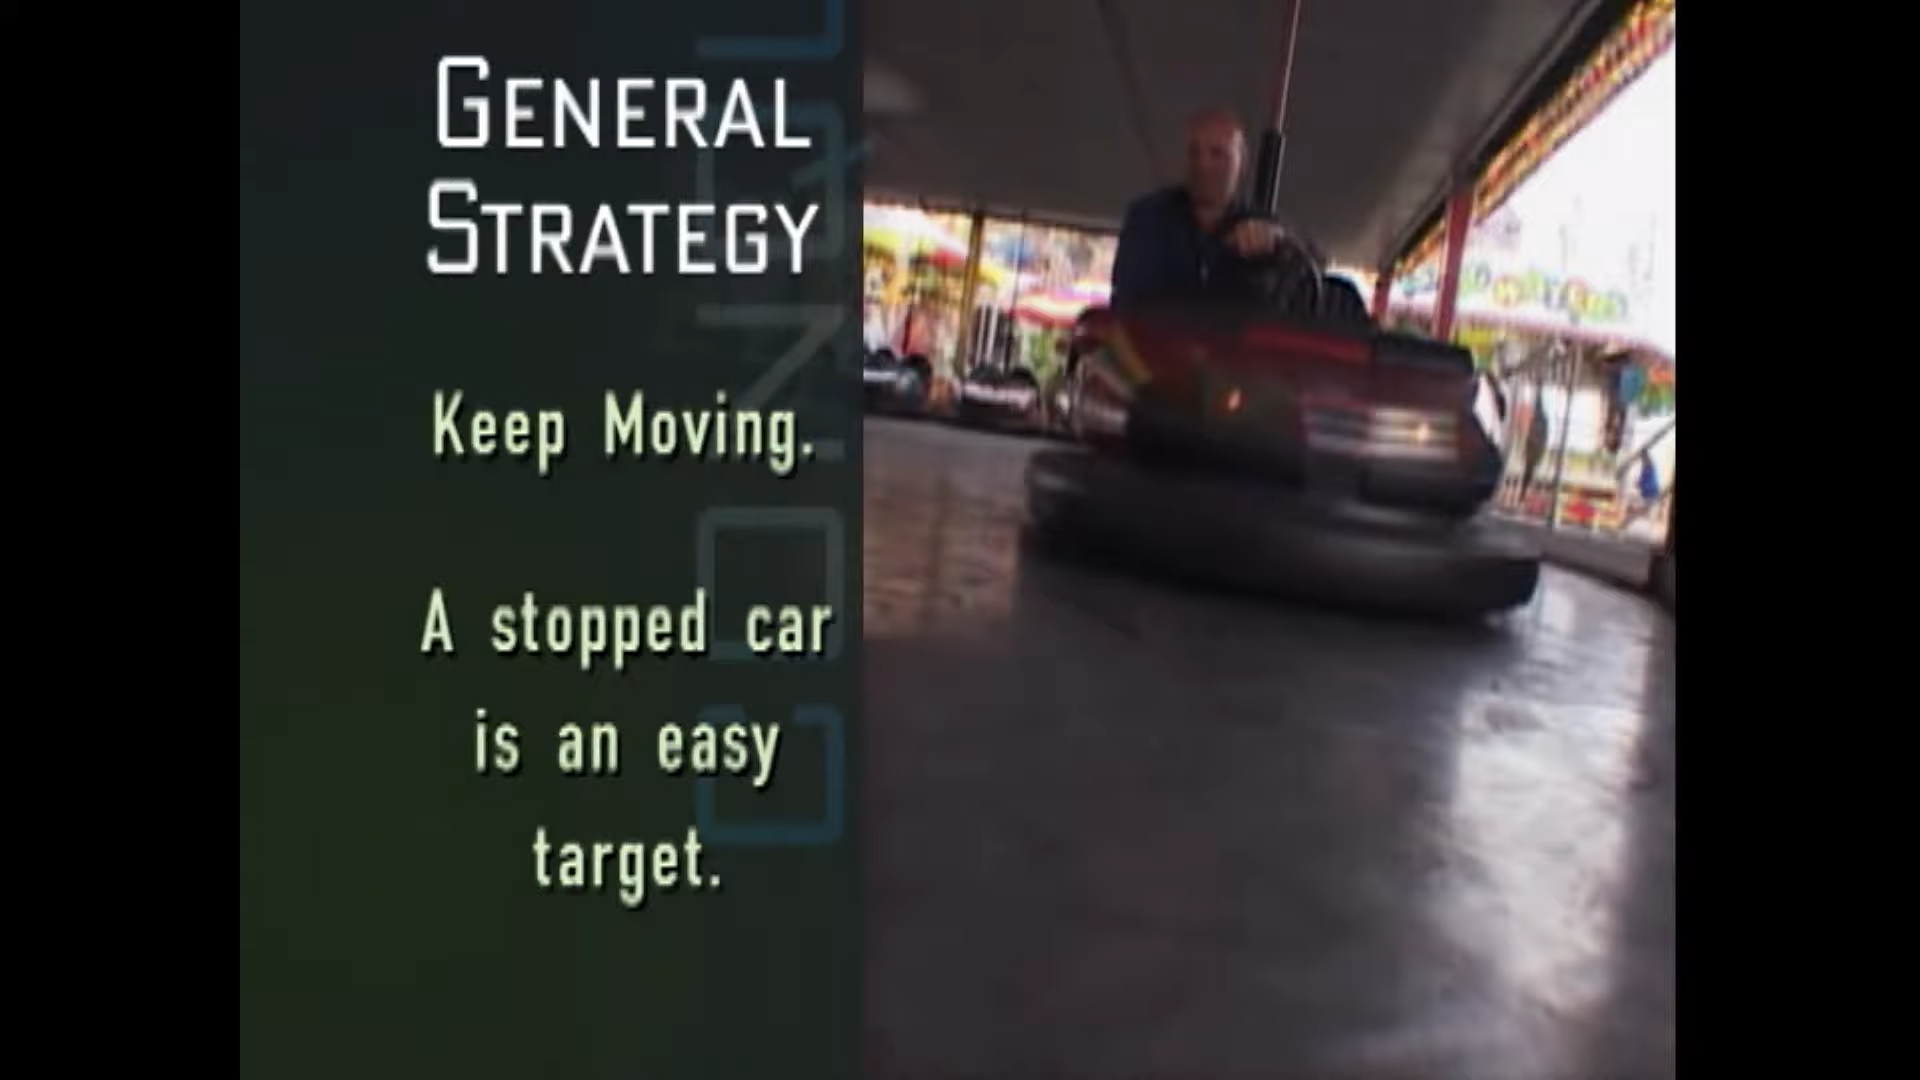 GENERAL
STRATEGY
Keep Moving.
A stopped car
is an easy
target.